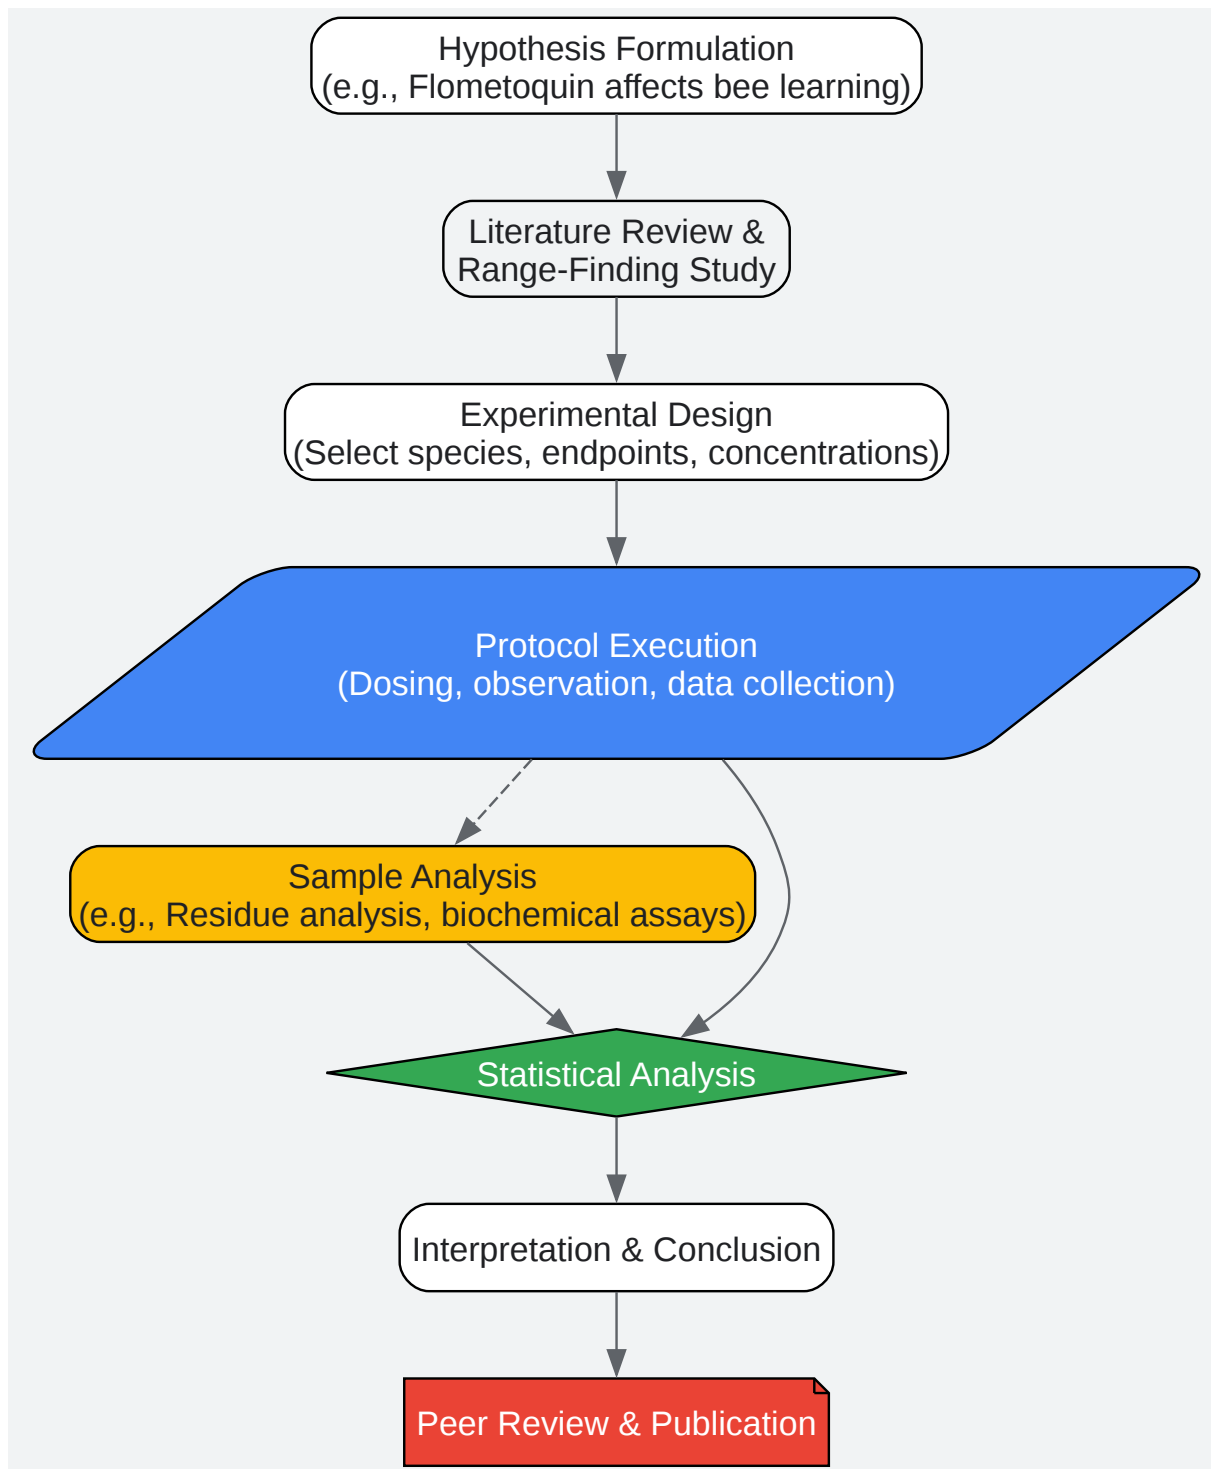 Hypothesis Formulation
(e.g., Flometoquin affects bee learning)
Literature Review &
Range-Finding Study
Experimental Design
(Select species, endpoints, concentrations)
Protocol Execution
(Dosing, observation, data collection)
Sample Analysis
(e.g., Residue analysis, biochemical assays)
Statistical Analysis
Interpretation & Conclusion
Peer Review & Publication